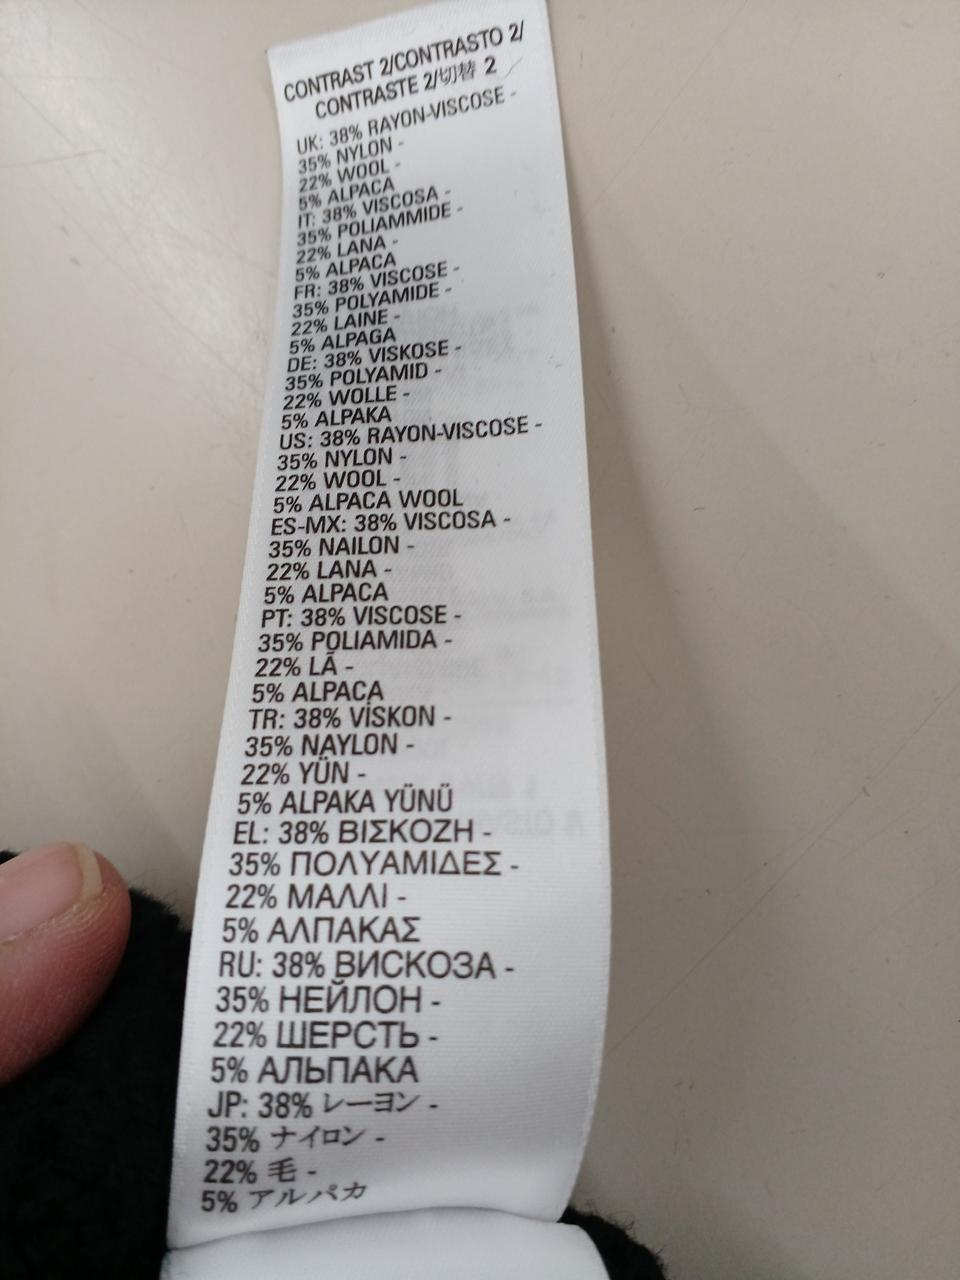 CONTRAST 2/CONTRASTO 2/
CONTRASTE 2/切替 2
UK: 38% RAYON-VISCOSE -
35% NYLON -
22% WOOL -
5% ALPACA
IT: 38% VISCOSA -
35% POLIAMMIDE -
22% LANA -
5% ALPACA
FR: 38% VISCOSE -
35% POLYAMIDE -
22% LAINE -
5% ALPAGA
DE: 38% VISKOSE -
35% POLYAMID -
22% WOLLE -
5% ALPAKA
US: 38% RAYON-VISCOSE -
35% NYLON -
22% WOOL -
5% ALPACA WOOL
ES-MX: 38% VISCOSA -
35% NAILON -
22% LANA -
5% ALPACA
PT: 38% VISCOSE -
35% POLIAMIDA -
22% LÃ -
5% ALPACA
TR: 38% VİSKON -
35% NAYLON -
22% YÜN -
5% ALPAKA YÜNÜ
EL: 38% ΒΙΣΚΟΖΗ -
35% ΠΟΛΥΑΜΙΔΕΣ -
22% ΜΑΛΛΙ -
5% ΑΛΠΑΚΑΣ
RU: 38% ВИСКОЗА -
35% НЕЙЛОН -
22% ШЕРСТЬ -
5% АЛЬПАКА
JP: 38% レーヨン -
35% ナイロン -
22% 毛 -
5% アルパカ